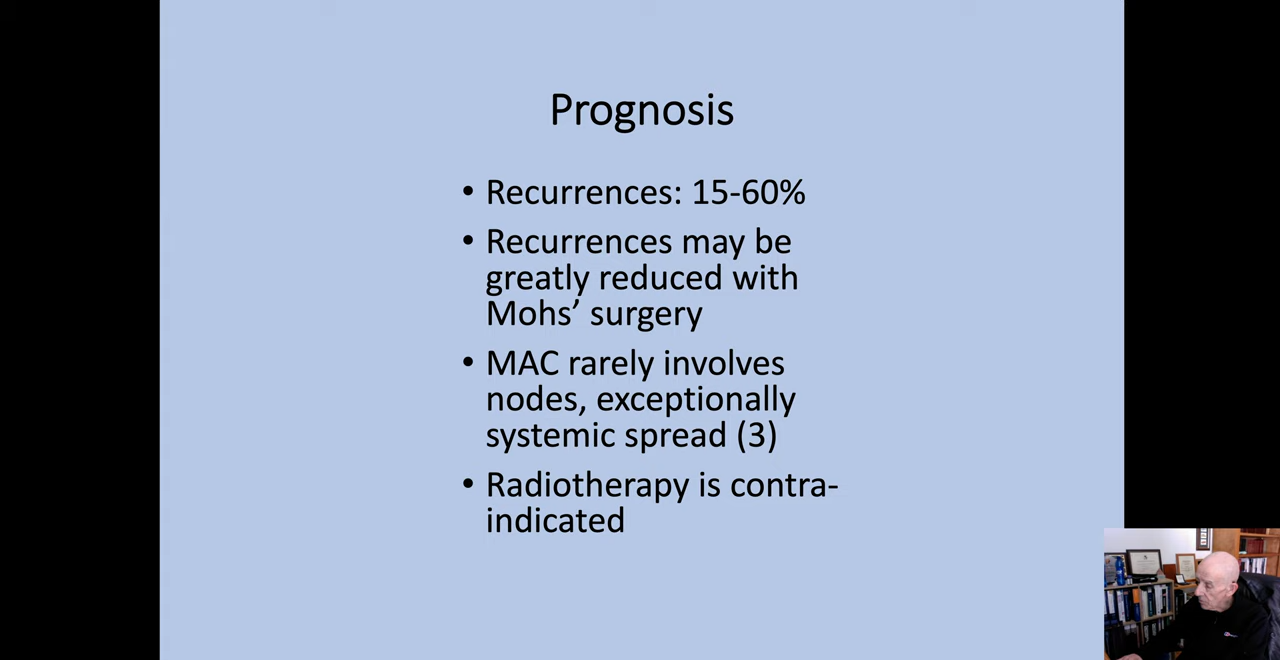 Prognosis
• Recurrences: 15-60%
• Recurrences may be
greatly reduced with
Mohs’ surgery
• MAC rarely involves
nodes, exceptionally
systemic spread (3)
• Radiotherapy is contra-
indicated